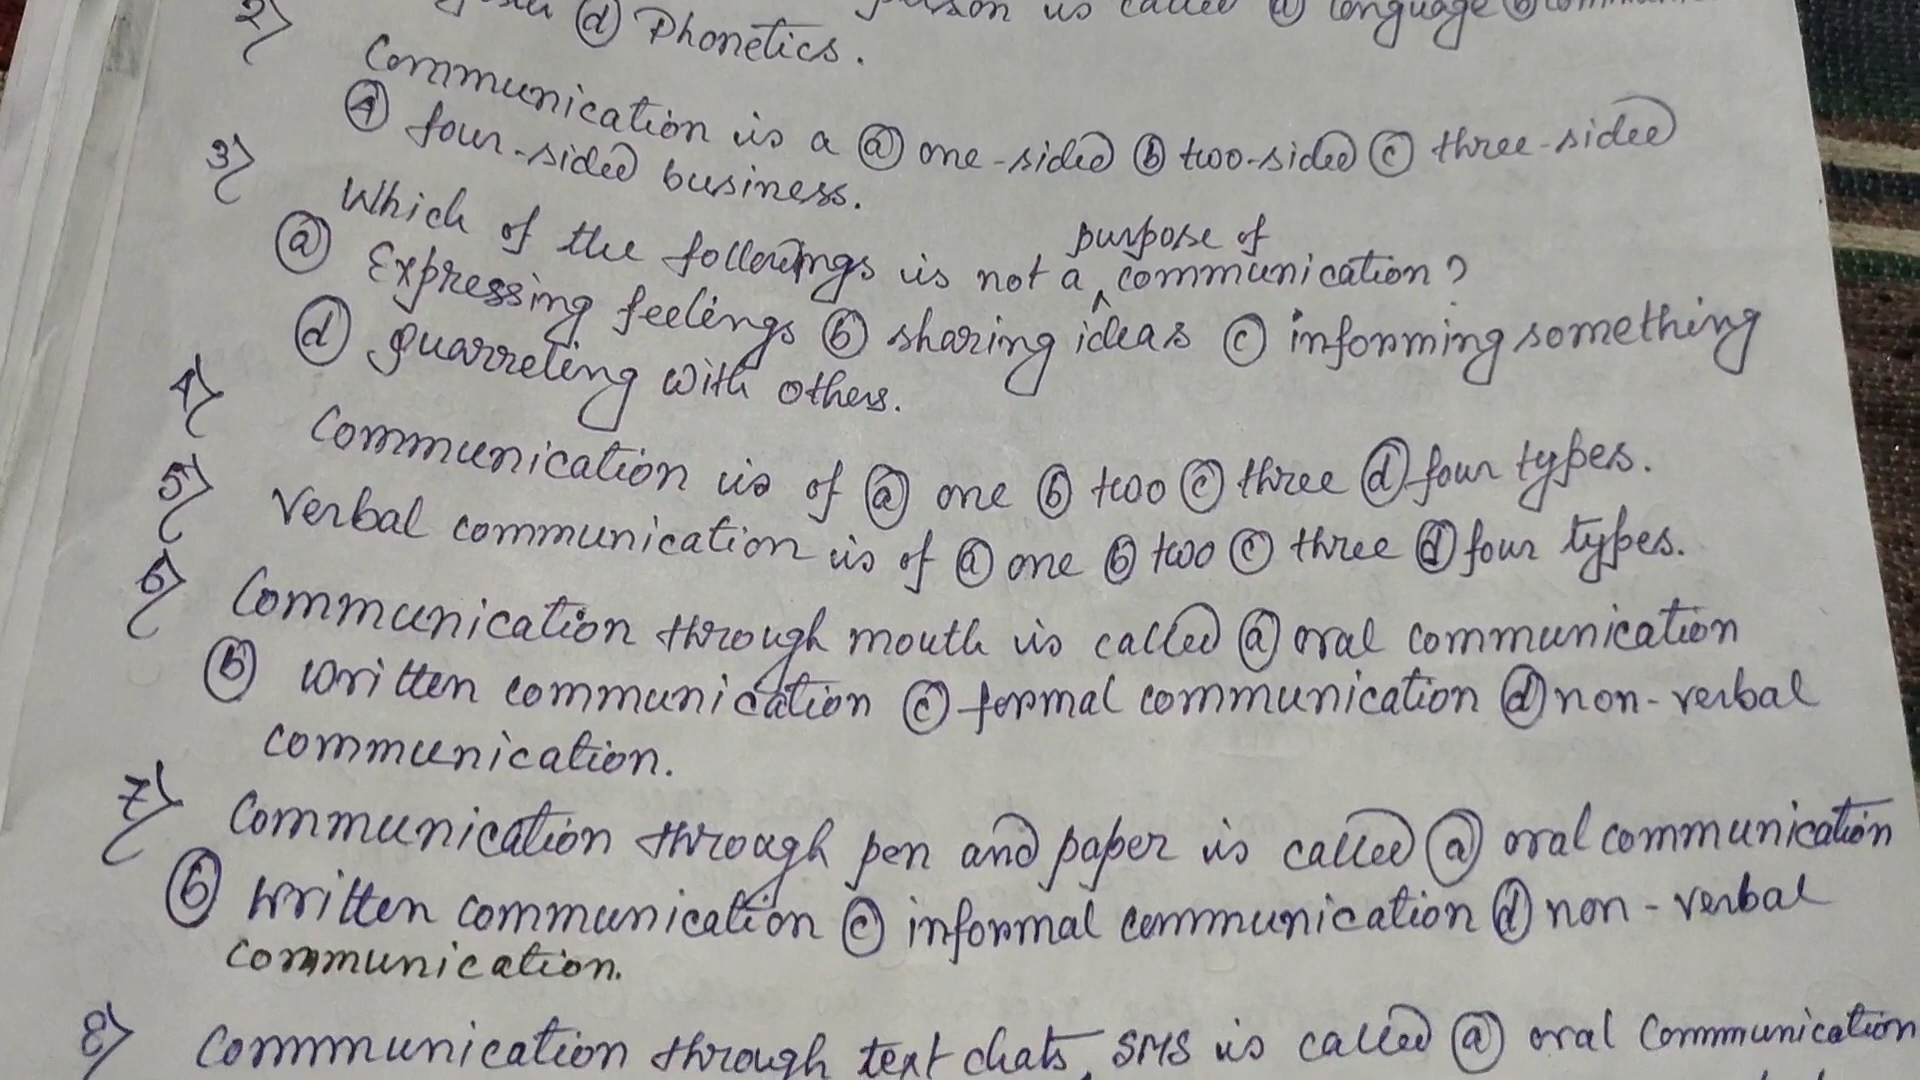 (d) Phonetics. is called (a) language (b)
2) Communication is a (a) one-sided (b) two-sided (c) three-sided
(d) four-sided business.
3) Which of the followings is not a purpose of communication?
(a) Expressing feelings (b) sharing ideas (c) informing something
(d) quarreling with others.
4) Communication is of (a) one (b) two (c) three (d) four types.
5) Verbal communication is of (a) one (b) two (c) three (d) four types.
6) Communication through mouth is called (a) oral communication
(b) written communication (c) formal communication (d) non-verbal
communication.
7) Communication through pen and paper is called (a) oral communication
(b) written communication (c) informal communication (d) non-verbal
communication.
8) Communication through text chats, SMS is called (a) oral Communication